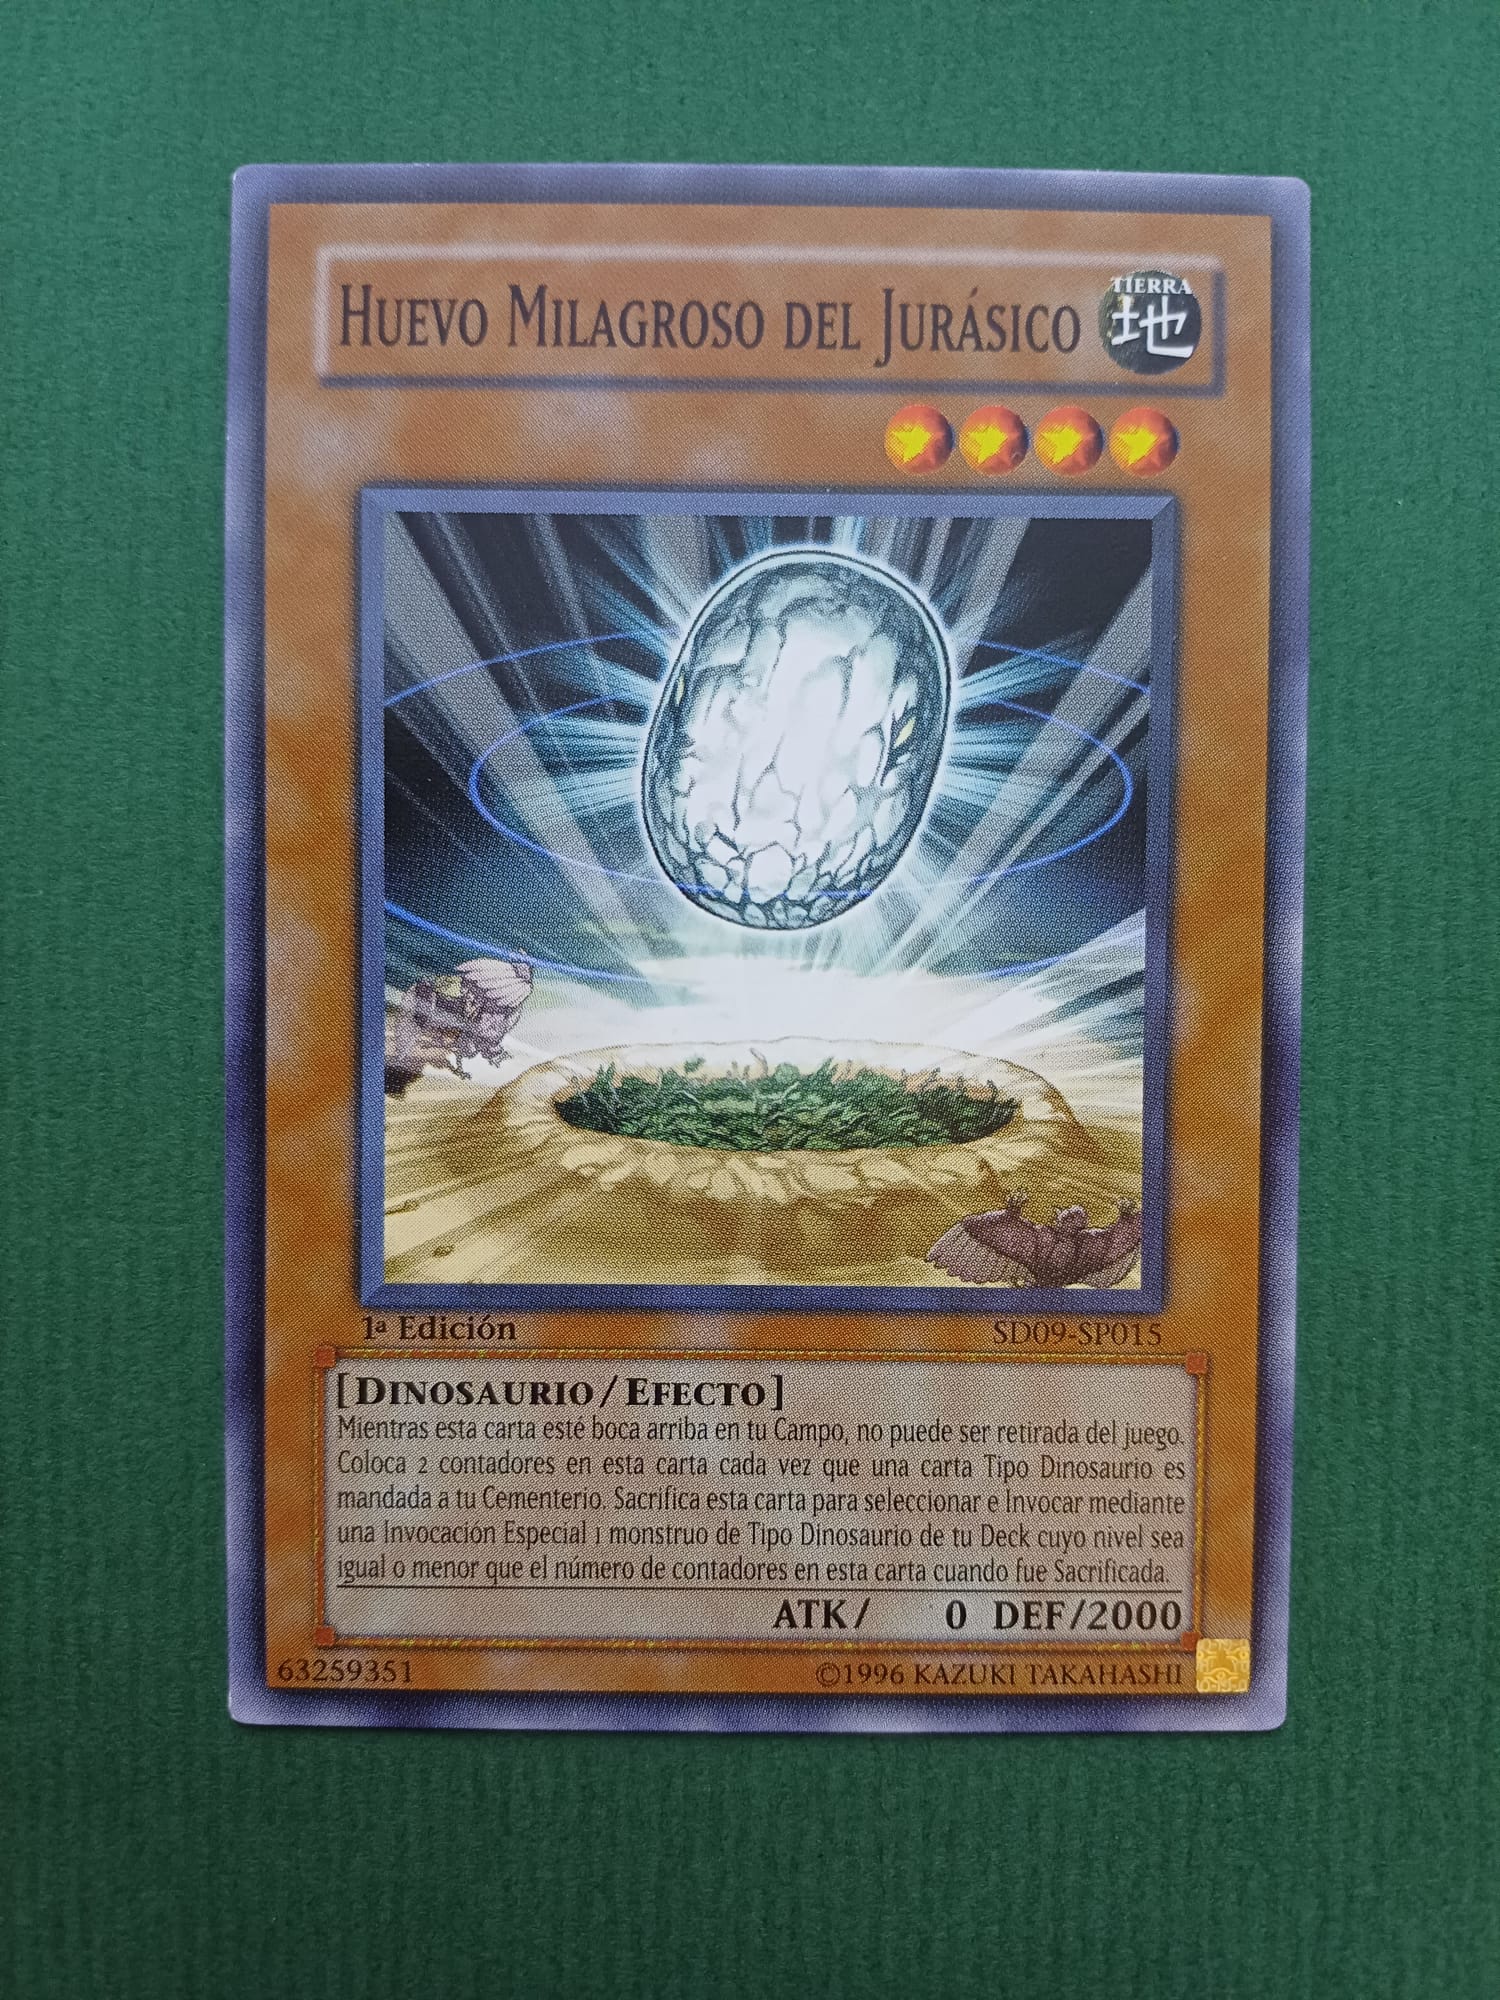 HUEVO MILAGROSO DEL JURÁSICO
TIERRA
地
1ª Edición
SD09-SP015
[DINOSAURIO/EFECTO]
Mientras esta carta esté boca arriba en tu Campo, no puede ser retirada del juego.
Coloca 2 contadores en esta carta cada vez que una carta Tipo Dinosaurio es
mandada a tu Cementerio. Sacrifica esta carta para seleccionar e Invocar mediante
una Invocación Especial 1 monstruo de Tipo Dinosaurio de tu Deck cuyo nivel sea
igual o menor que el número de contadores en esta carta cuando fue Sacrificada.
ATK/ 0 DEF/2000
63259351
©1996 KAZUKI TAKAHASHI